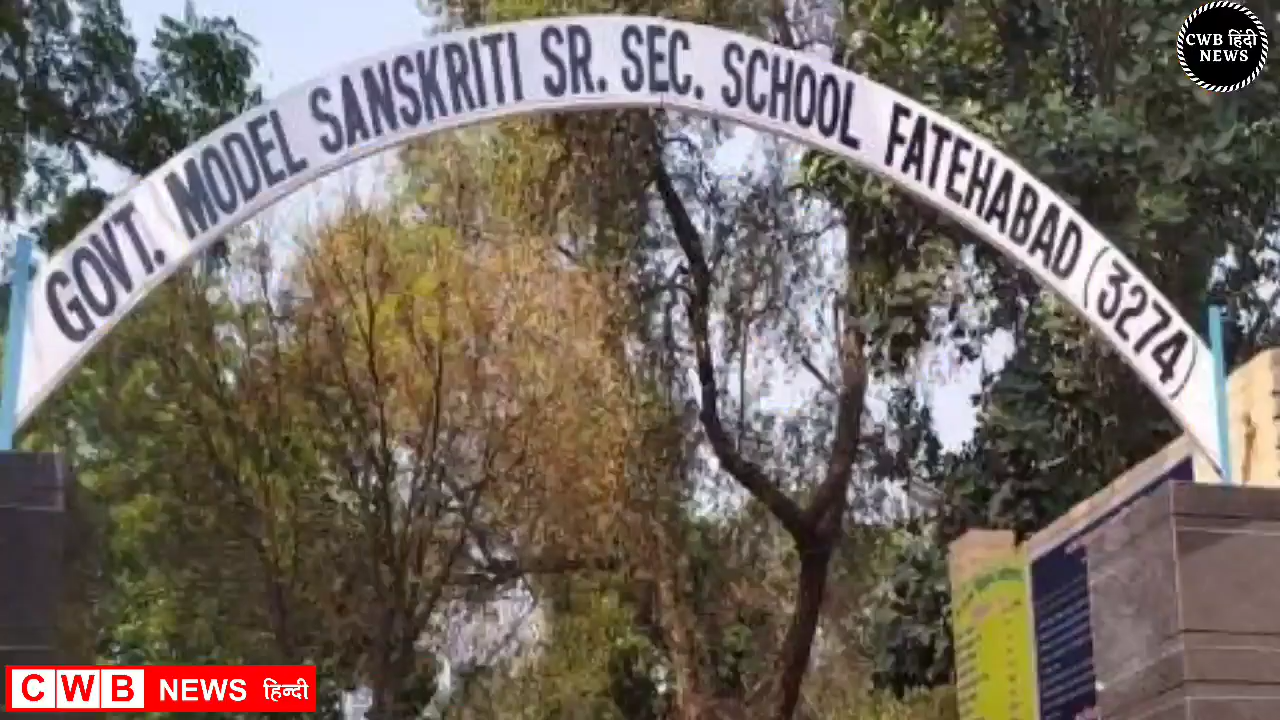 CWB हिंदी
NEWS
GOVT. MODEL SANSKRITI SR. SEC. SCHOOL FATEHABAD (3274)
CWB NEWS हिन्दी